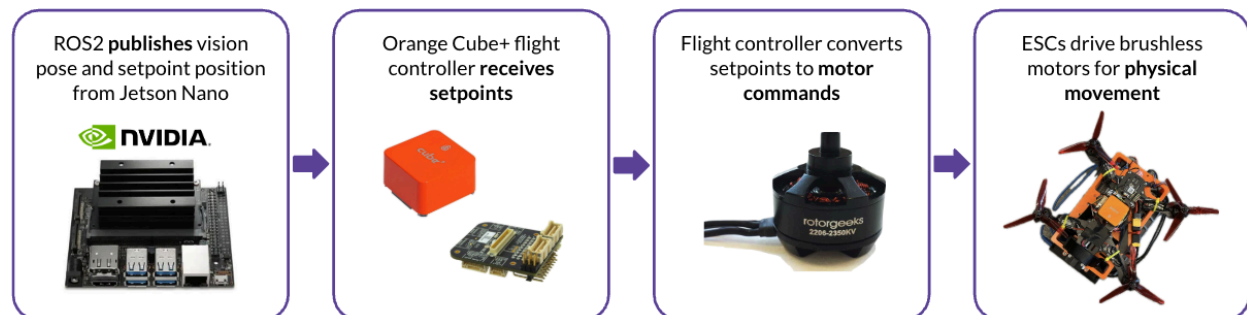 ROS2 publishes vision
pose and setpoint position
from Jetson Nano
NVIDIA.
Orange Cube+ flight
controller receives
setpoints
cube
Flight controller converts
setpoints to motor
commands
rotorgeeks
2206-2350KV
ESCs drive brushless
motors for physical
movement